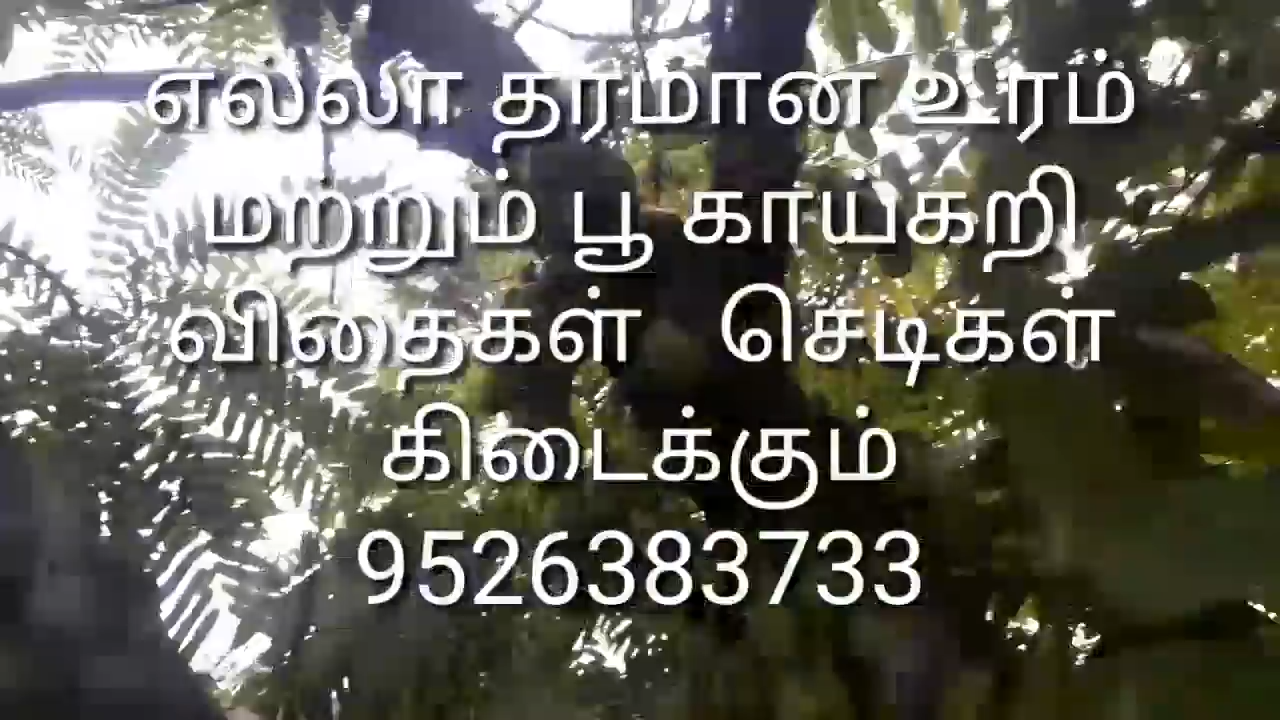 எல்லா தரமான உரம்
மற்றும் பூ காய்கறி
விதைகள் செடிகள்
கிடைக்கும்
9526383733